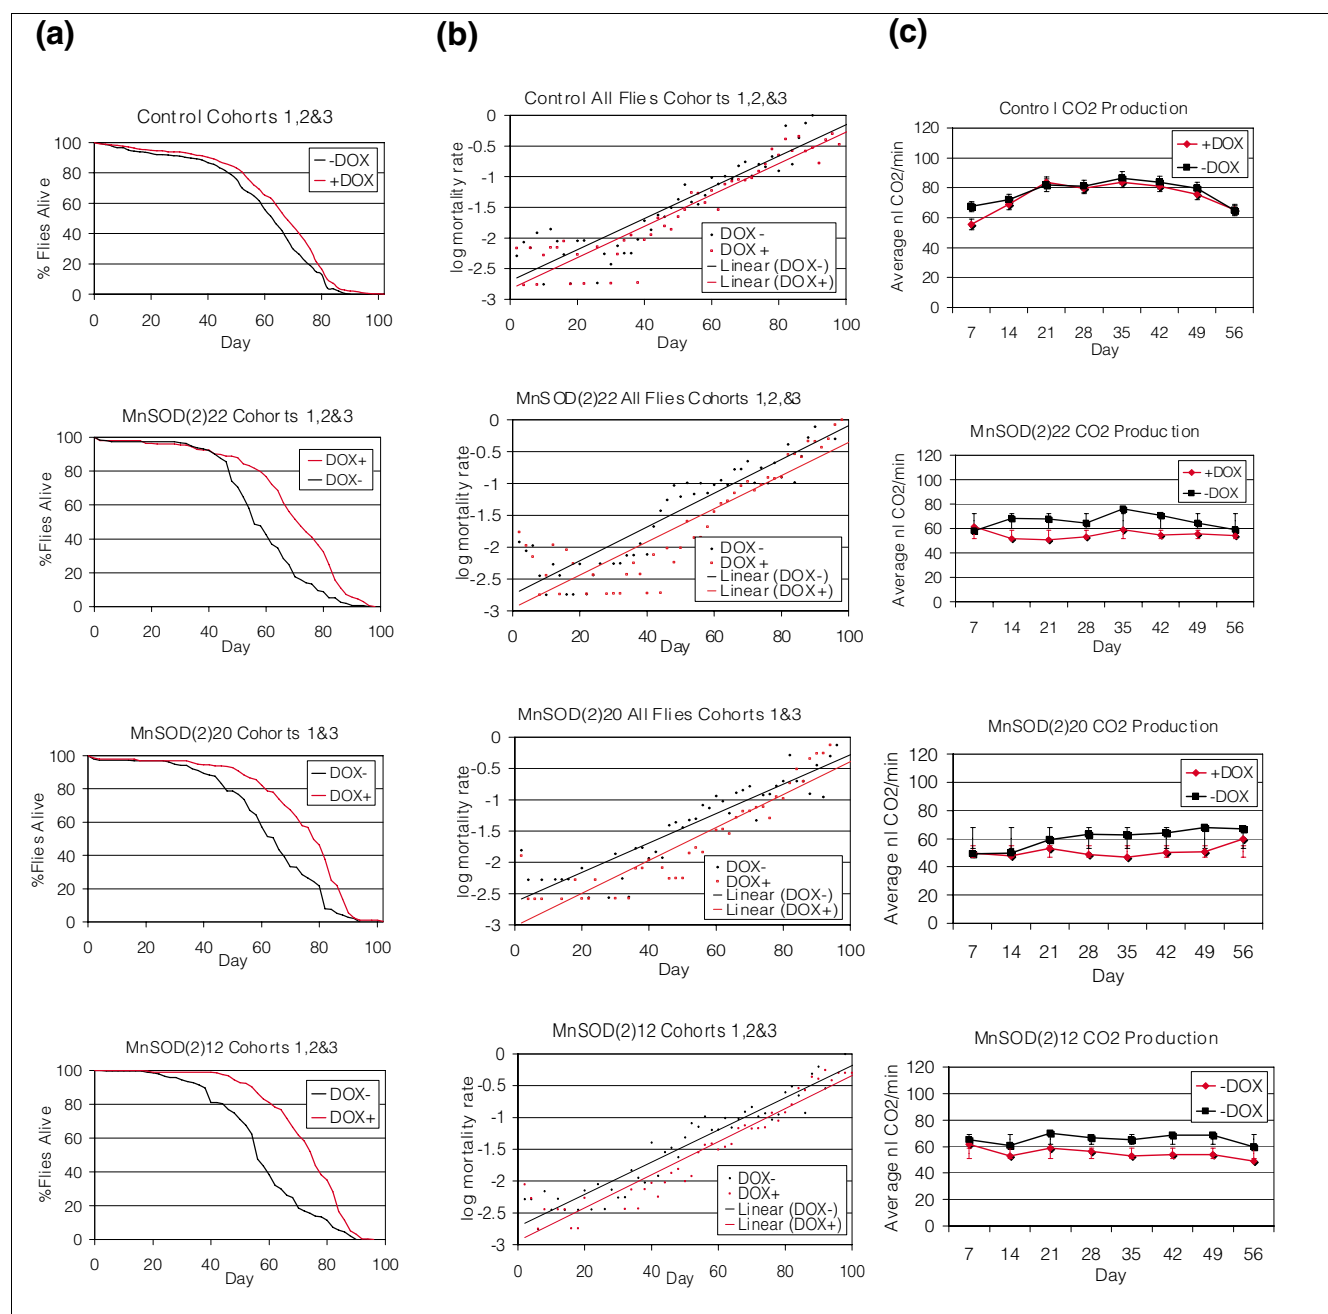 (a)
(b)
(c)
Control Cohorts 1,2&3
% Flies Alive
100
80
60
40
20
0
-DOX
+DOX
0 20 40 60 80 100
Day
Control All Flies Cohorts 1,2,&3
log mortality rate
0
-0.5
-1
-1.5
-2
-2.5
-3
DOX-
DOX+
Linear (DOX-)
Linear (DOX+)
0 20 40 60 80 100
Day
Control CO2 Production
Average nl CO2/min
120
100
80
60
40
20
0
+DOX
-DOX
7 14 21 28 35 42 49 56
Day
MnSOD(2)22 Cohorts 1,2&3
%Flies Alive
100
80
60
40
20
0
DOX+
DOX-
0 20 40 60 80 100
Day
MnSOD(2)22 All Flies Cohorts 1,2,&3
log mortality rate
0
-0.5
-1
-1.5
-2
-2.5
-3
DOX-
DOX+
Linear (DOX-)
Linear (DOX+)
0 20 40 60 80 100
Day
MnSOD(2)22 CO2 Production
Average nl CO2/min
120
100
80
60
40
20
0
+DOX
-DOX
7 14 21 28 35 42 49 56
Day
MnSOD(2)20 Cohorts 1&3
%Flies Alive
100
80
60
40
20
0
DOX-
DOX+
0 20 40 60 80 100
Day
MnSOD(2)20 All Flies Cohorts 1&3
log mortality rate
0
-0.5
-1
-1.5
-2
-2.5
-3
DOX-
DOX+
Linear (DOX-)
Linear (DOX+)
0 20 40 60 80 100
Day
MnSOD(2)20 CO2 Production
Average nl CO2/min
120
100
80
60
40
20
0
+DOX
-DOX
7 14 21 28 35 42 49 56
Day
MnSOD(2)12 Cohorts 1,2&3
%Flies Alive
100
80
60
40
20
0
DOX-
DOX+
0 20 40 60 80 100
Day
MnSOD(2)12 Cohorts 1,2&3
log mortality rate
0
-0.5
-1
-1.5
-2
-2.5
-3
DOX-
DOX+
Linear (DOX-)
Linear (DOX+)
0 20 40 60 80 100
Day
MnSOD(2)12 CO2 Production
Average nl CO2/min
120
100
80
60
40
20
0
-DOX
-DOX
7 14 21 28 35 42 49 56
Day